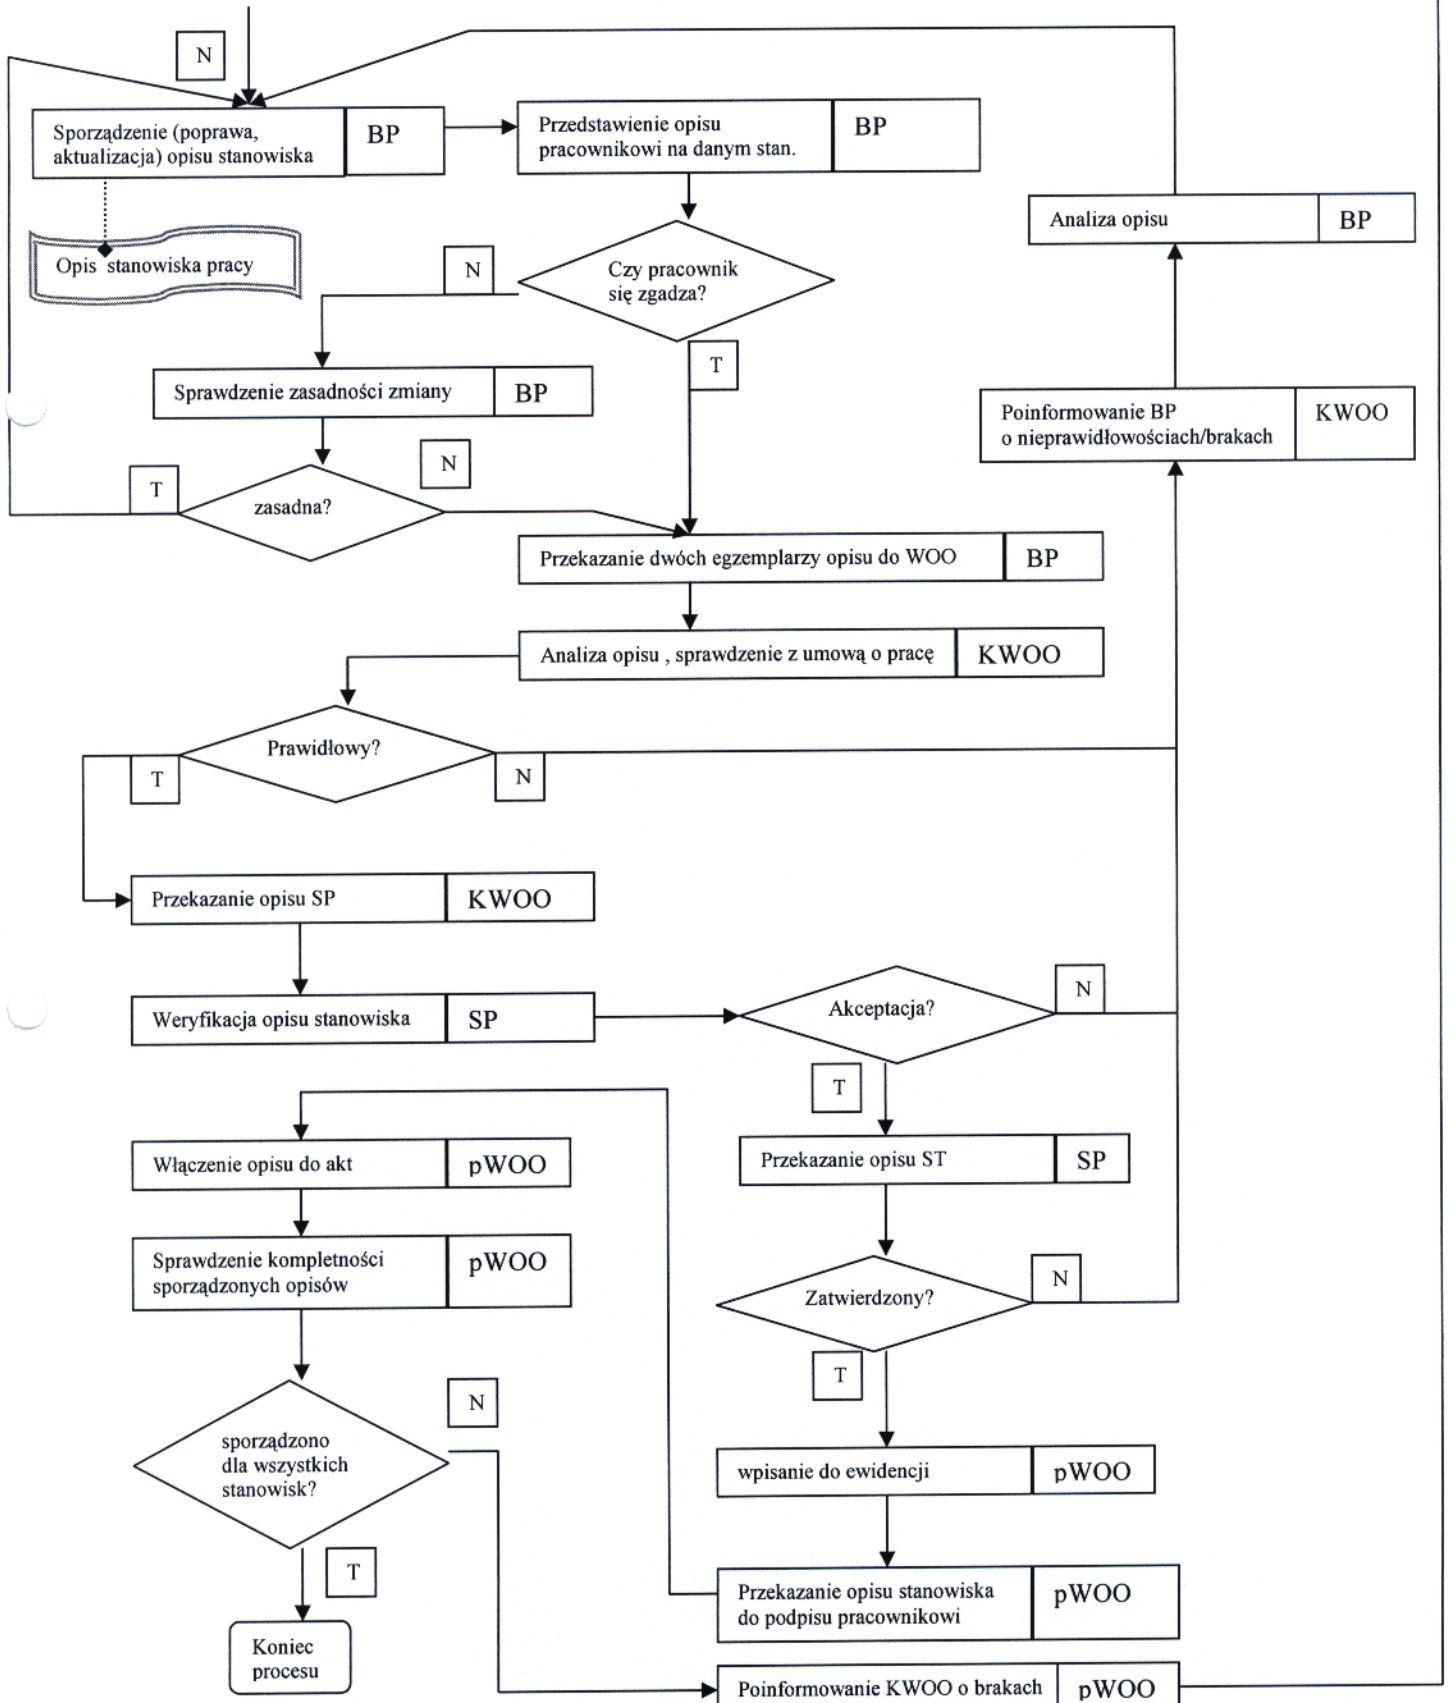 N
Sporządzenie (poprawa,
aktualizacja) opisu stanowiska
BP
Przedstawienie opisu
pracownikowi na danym stan.
BP
Analiza opisu
BP
Opis stanowiska pracy
N
Czy pracownik
się zgadza?
T
Sprawdzenie zasadności zmiany
BP
Poinformowanie BP
o nieprawidłowościach/brakach
KWOO
T
zasadna?
N
Przekazanie dwóch egzemplarzy opisu do WOO
BP
Analiza opisu , sprawdzenie z umową o pracę
KWOO
Prawidłowy?
T
N
Przekazanie opisu SP
KWOO
Weryfikacja opisu stanowiska
SP
Akceptacja?
N
T
Włączenie opisu do akt
pWOO
Przekazanie opisu ST
SP
Sprawdzenie kompletności
sporządzonych opisów
pWOO
Zatwierdzony?
N
T
sporządzono
dla wszystkich
stanowisk?
N
wpisanie do ewidencji
pWOO
T
Przekazanie opisu stanowiska
do podpisu pracownikowi
pWOO
Koniec
procesu
Poinformowanie KWOO o brakach
pWOO